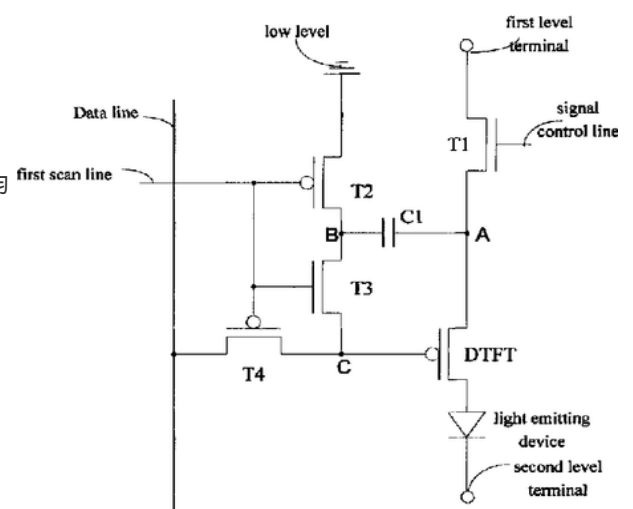 first level
terminal
low level
Data line
signal
control line
T1
first scan line
T2
C1
B
A
T3
DTFT
T4
C
light emitting
device
second level
terminal